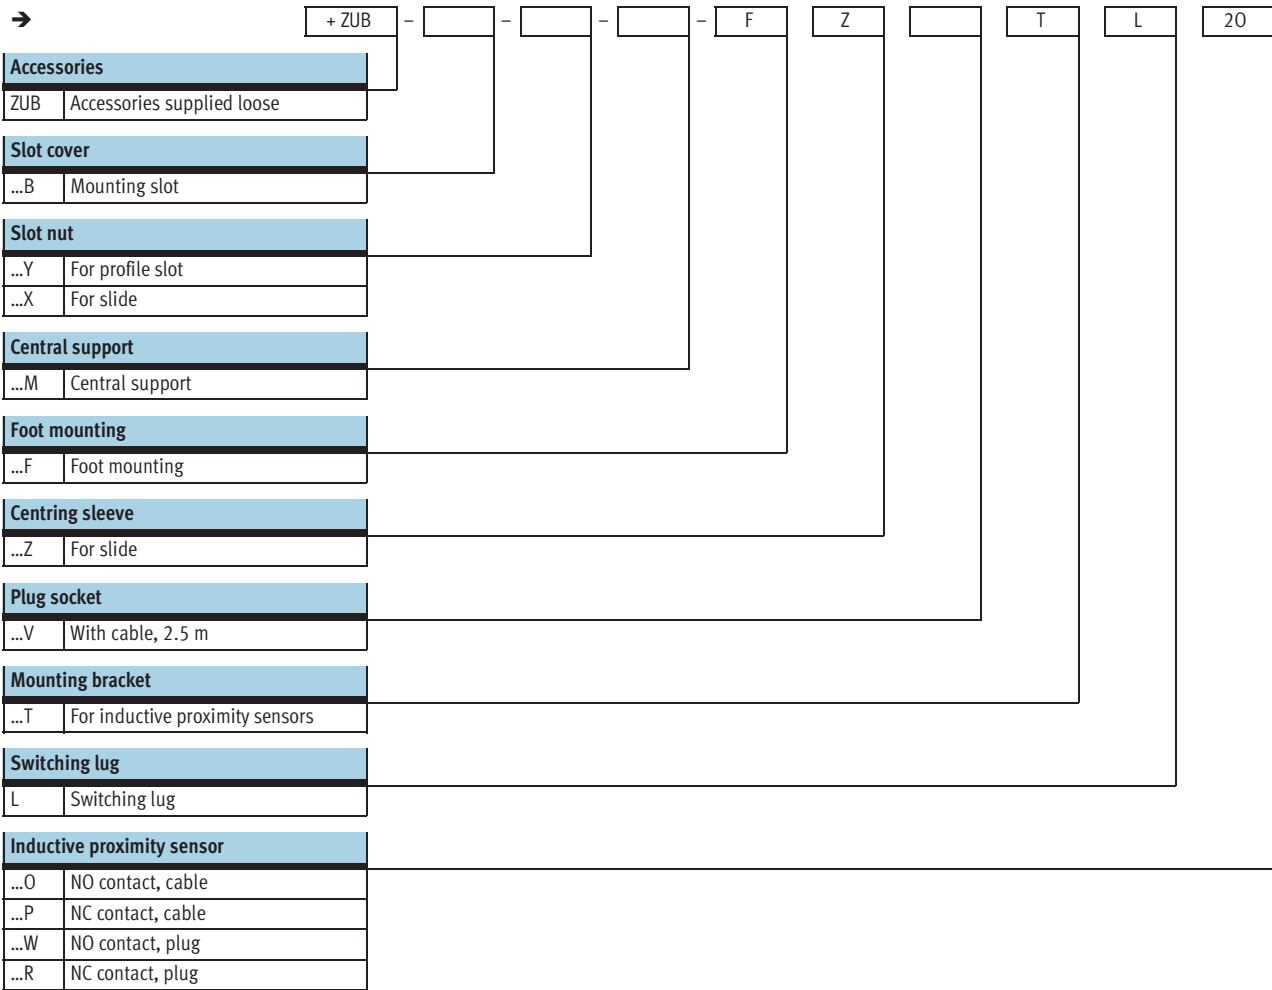 ➔ + ZUB – – – – F Z T L 2O
Accessories
ZUB Accessories supplied loose
Slot cover
...B Mounting slot
Slot nut
...Y For profile slot
...X For slide
Central support
...M Central support
Foot mounting
...F Foot mounting
Centring sleeve
...Z For slide
Plug socket
...V With cable, 2.5 m
Mounting bracket
...T For inductive proximity sensors
Switching lug
L Switching lug
Inductive proximity sensor
...O NO contact, cable
...P NC contact, cable
...W NO contact, plug
...R NC contact, plug